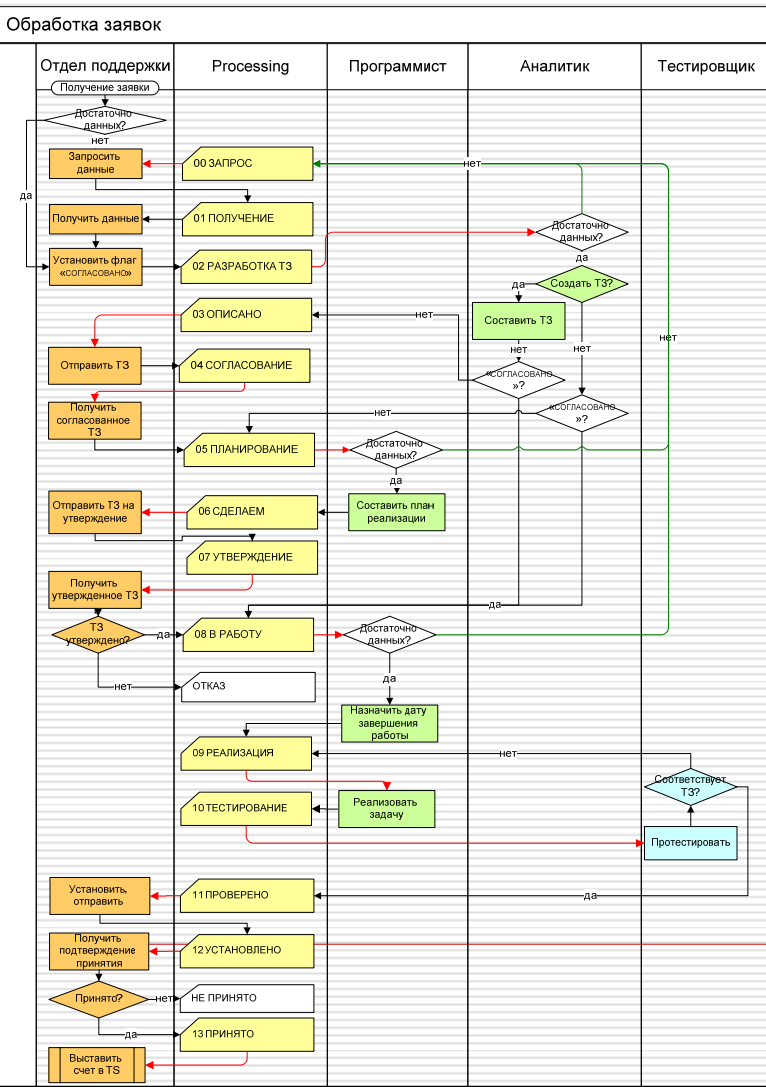 Обработка заявок
Отдел поддержки
Processing
Программист
Аналитик
Тестировщик
Получение заявки
Достаточно
данных?
нет
да
Запросить
данные
00 ЗАПРОС
нет
01 ПОЛУЧЕНИЕ
Получить данные
Достаточно
данных?
да
Установить флаг
«СОГЛАСОВАНО»
02 РАЗРАБОТКА ТЗ
Создать ТЗ?
да
нет
Составить ТЗ
нет
03 ОПИСАНО
нет
нет
Отправить ТЗ
04 СОГЛАСОВАНИЕ
«СОГЛАСОВАНО
»?
Получить
согласованное
ТЗ
нет
«СОГЛАСОВАНО
»?
05 ПЛАНИРОВАНИЕ
Достаточно
данных?
да
Отправить ТЗ на
утверждение
06 СДЕЛАЕМ
Составить план
реализации
07 УТВЕРЖДЕНИЕ
Получить
утвержденное ТЗ
да
ТЗ
утверждено?
да
08 В РАБОТУ
Достаточно
данных?
да
нет
ОТКАЗ
Назначить дату
завершения
работы
09 РЕАЛИЗАЦИЯ
нет
Соответствует
ТЗ?
10 ТЕСТИРОВАНИЕ
Реализовать
задачу
Протестировать
Установить,
отправить
11 ПРОВЕРЕНО
да
Получить
подтверждение
принятия
12 УСТАНОВЛЕНО
Принято?
нет
НЕ ПРИНЯТО
да
13 ПРИНЯТО
Выставить
счет в TS